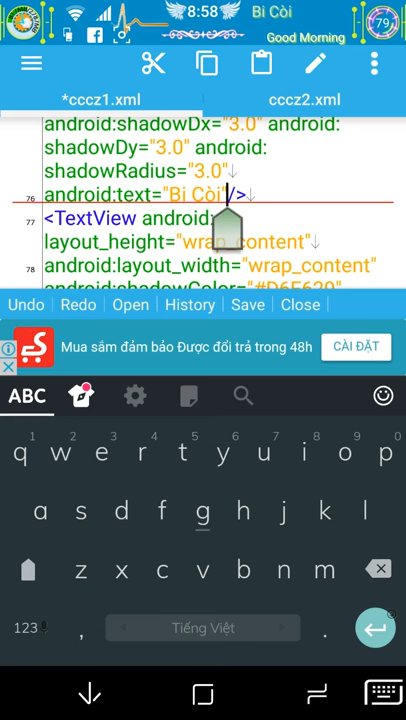 8:58
Bi Còi
Good Morning
79
*cccz1.xml
cccz2.xml
android:shadowDx="3.0" android:
shadowDy="3.0" android:
shadowRadius="3.0"↓
76 android:text="Bi Còi"/>↓
77 <TextView android:
layout_height="wrap_content"↓
78 android:layout_width="wrap_content"
android:shadowColor="#D6F629"
Undo Redo Open History Save Close
Mua sắm đảm bảo Được đổi trả trong 48h
CÀI ĐẶT
ABC
1 2 3 4 5 6 7 8 9 0
q w e r t y u i o p
a s d f g h j k l
z x c v b n m
123 , Tiếng Việt .